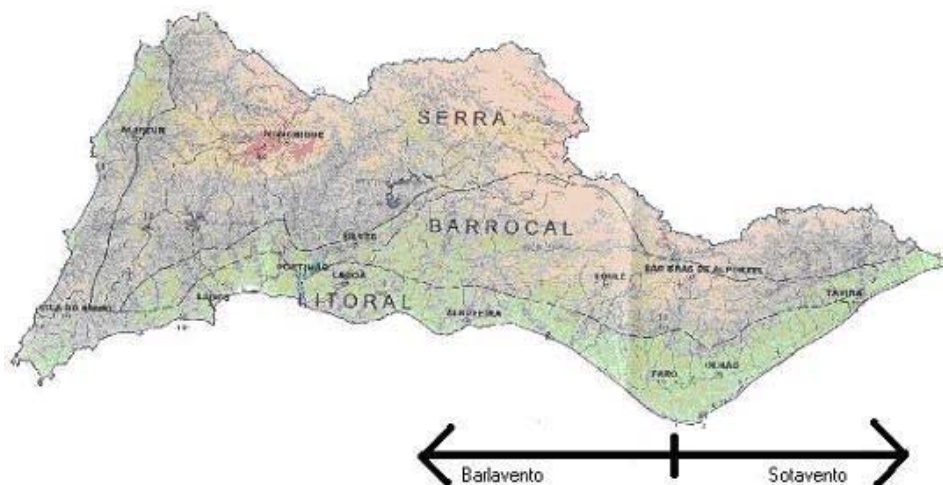 SERRA
ALJEZUR
MONCHIQUE
BARROCAL
SILVES
SÃO BRÁS DE ALPORTEL
LOULÉ
PORTIMÃO
LAGOA
LAGOS
LITORAL
TAVIRA
VILA DO BISPO
ALBUFEIRA
FARO
OLHÃO
Barlavento
Sotavento